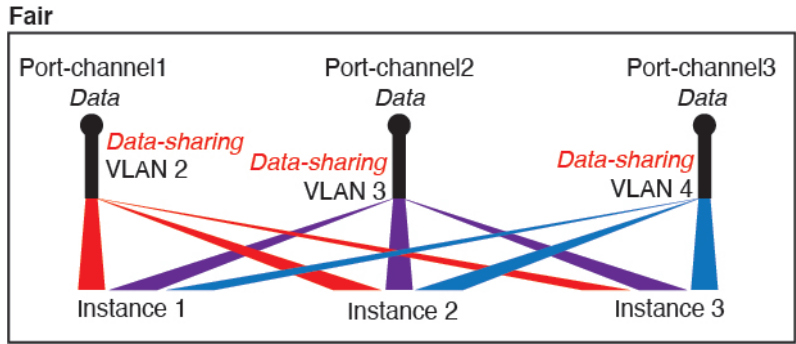 Fair
Port-channel1
Port-channel2
Port-channel3
Data
Data
Data
Data-sharing
VLAN 2
Data-sharing
VLAN 3
Data-sharing
VLAN 4
Instance 1
Instance 2
Instance 3